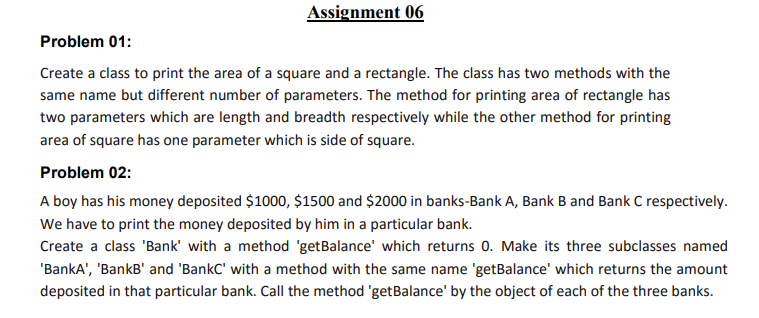 Assignment 06
Problem 01:
Create a class to print the area of a square and a rectangle. The class has two methods with the
same name but different number of parameters. The method for printing area of rectangle has
two parameters which are length and breadth respectively while the other method for printing
area of square has one parameter which is side of square.
Problem 02:
A boy has his money deposited $1000, $1500 and $2000 in banks-Bank A, Bank B and Bank C respectively.
We have to print the money deposited by him in a particular bank.
Create a class 'Bank' with a method 'getBalance' which returns 0. Make its three subclasses named
'BankA', 'BankB' and 'BankC' with a method with the same name 'getBalance' which returns the amount
deposited in that particular bank. Call the method 'getBalance' by the object of each of the three banks.